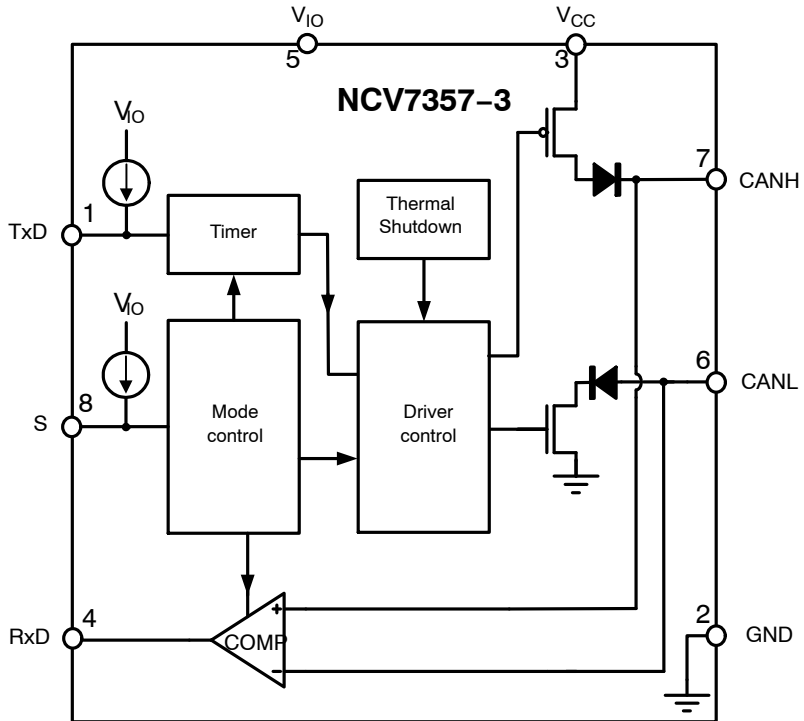 VIO
VCC
5
3
NCV7357–3
VIO
7
CANH
1
TxD
Timer
Thermal
Shutdown
VIO
6
CANL
8
S
Mode
control
Driver
control
4
RxD
COMP
+
−
2
GND